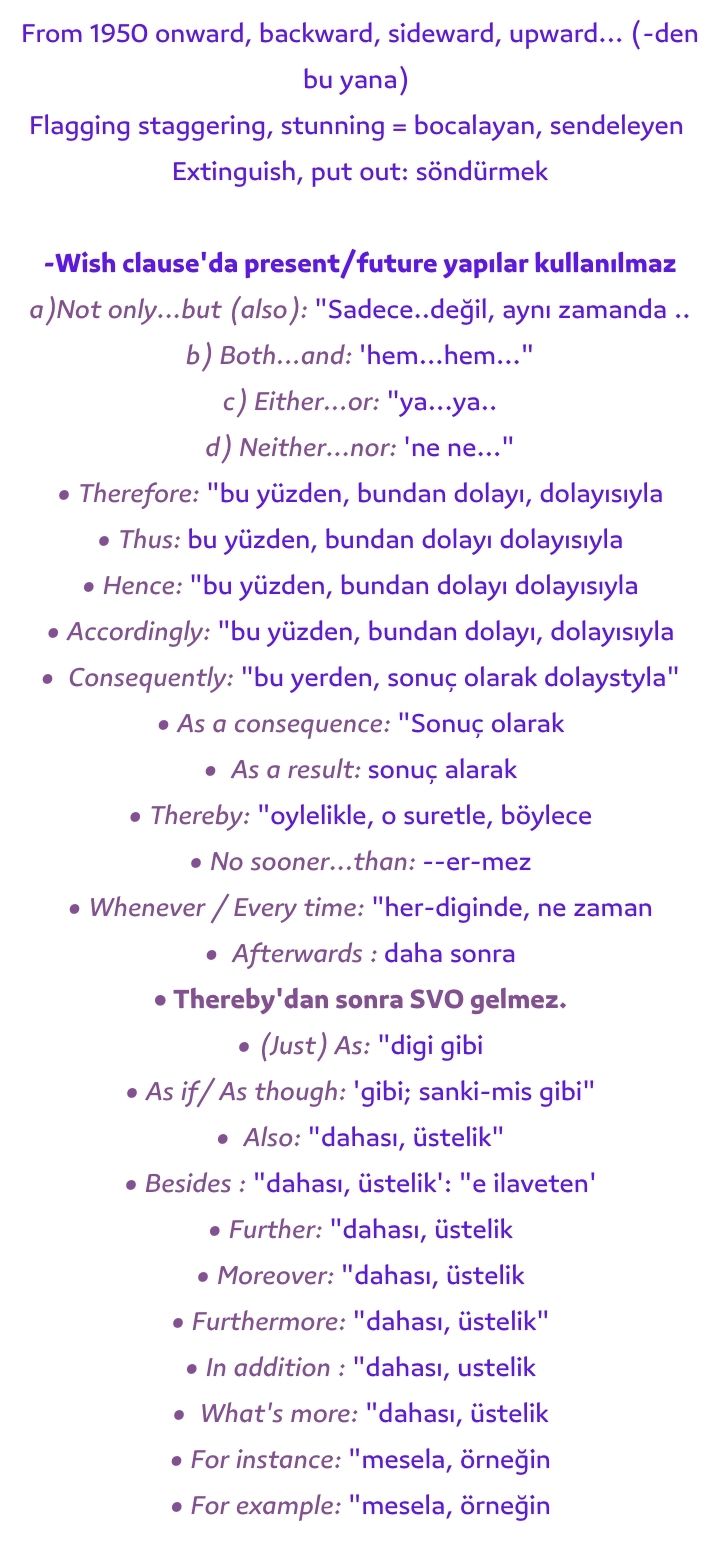 From 1950 onward, backward, sideward, upward... (-den
bu yana)
Flagging staggering, stunning = bocalayan, sendeleyen
Extinguish, put out: söndürmek
-Wish clause'da present/future yapılar kullanılmaz
a)Not only...but (also): "Sadece..değil, aynı zamanda ..
b) Both...and: 'hem...hem..."
c) Either...or: "ya...ya..
d) Neither...nor: 'ne ne..."
• Therefore: "bu yüzden, bundan dolayı, dolayısıyla
• Thus: bu yüzden, bundan dolayı dolayısıyla
• Hence: "bu yüzden, bundan dolayı dolayısıyla
• Accordingly: "bu yüzden, bundan dolayı, dolayısıyla
• Consequently: "bu yerden, sonuç olarak dolaystyla"
• As a consequence: "Sonuç olarak
• As a result: sonuç alarak
• Thereby: "oylelikle, o suretle, böylece
• No sooner...than: --er-mez
• Whenever / Every time: "her-diginde, ne zaman
• Afterwards : daha sonra
• Thereby'dan sonra SVO gelmez.
• (Just) As: "digi gibi
• As if/ As though: 'gibi; sanki-mis gibi"
• Also: "dahası, üstelik"
• Besides : "dahası, üstelik': "e ilaveten'
• Further: "dahası, üstelik
• Moreover: "dahası, üstelik
• Furthermore: "dahası, üstelik"
• In addition : "dahası, ustelik
• What's more: "dahası, üstelik
• For instance: "mesela, örneğin
• For example: "mesela, örneğin